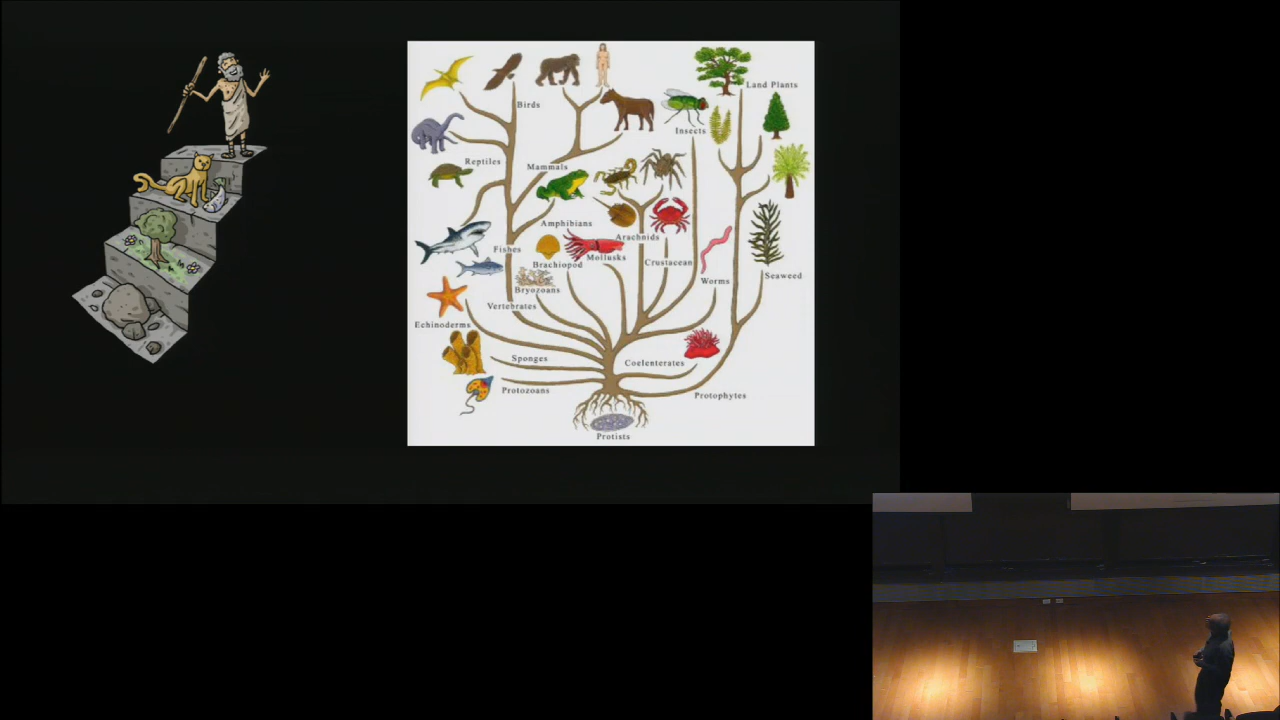 Land Plants
Birds
Insects
Reptiles
Mammals
Amphibians
Arachnids
Fishes
Mollusks
Brachiopod
Crustacean
Seaweed
Worms
Bryozoans
Vertebrates
Echinoderms
Sponges
Coelenterates
Protozoans
Protophytes
Protists